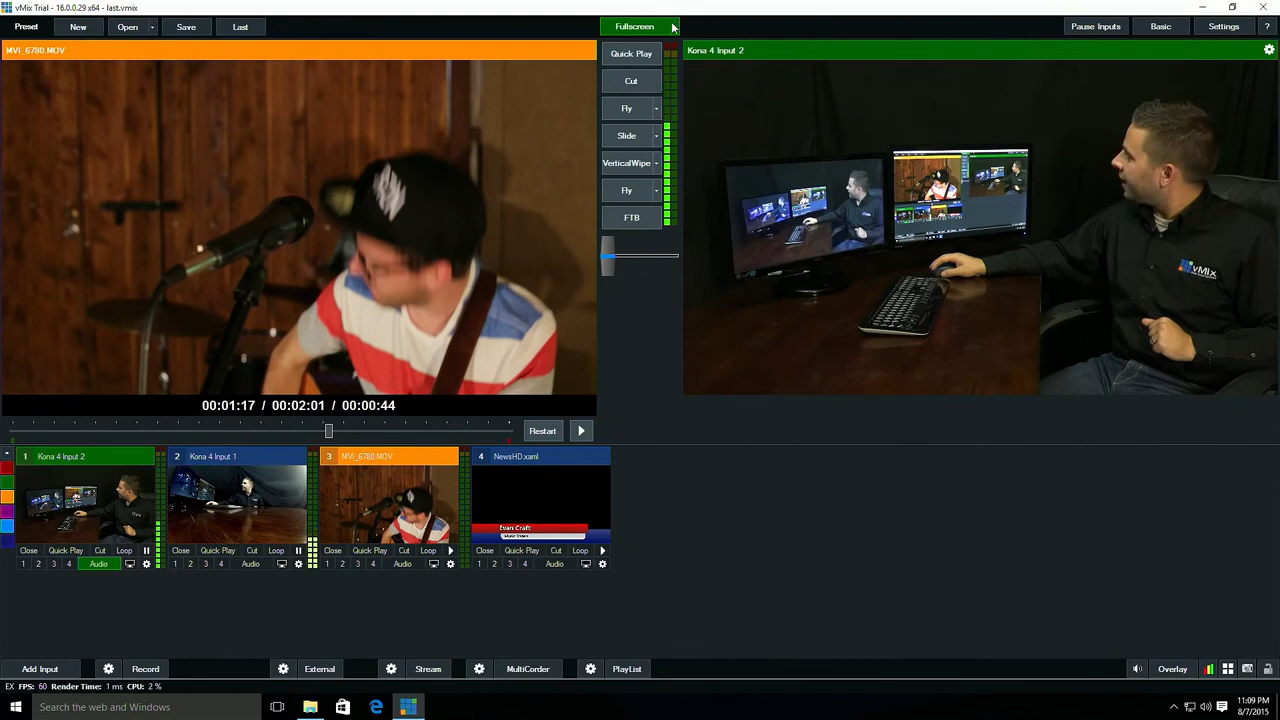 vMix Trial - 16.0.0.29 x64 - last.vmix
Preset New Open Save Last Fullscreen Pause Inputs Basic Settings ?
MVI_6780.MOV
Quick Play
Kona 4 Input 2
Cut
Fly
Slide
VerticalWipe
Fly
FTB
vMix
00:01:17 / 00:02:01 / 00:00:44
Restart
1 Kona 4 Input 2
2 Kona 4 Input 1
3 MVI_6780.MOV
4 NewsHD.xaml
Evan Craft
Close Quick Play Cut Loop
Close Quick Play Cut Loop
Close Quick Play Cut Loop
Close Quick Play Cut Loop
1 2 3 4 Audio
1 2 3 4 Audio
1 2 3 4 Audio
1 2 3 4 Audio
Add Input Record External Stream MultiCorder PlayList Overlay
EX FPS: 60 Render Time: 1 ms CPU: 2 %
Search the web and Windows
11:09 PM
8/7/2015